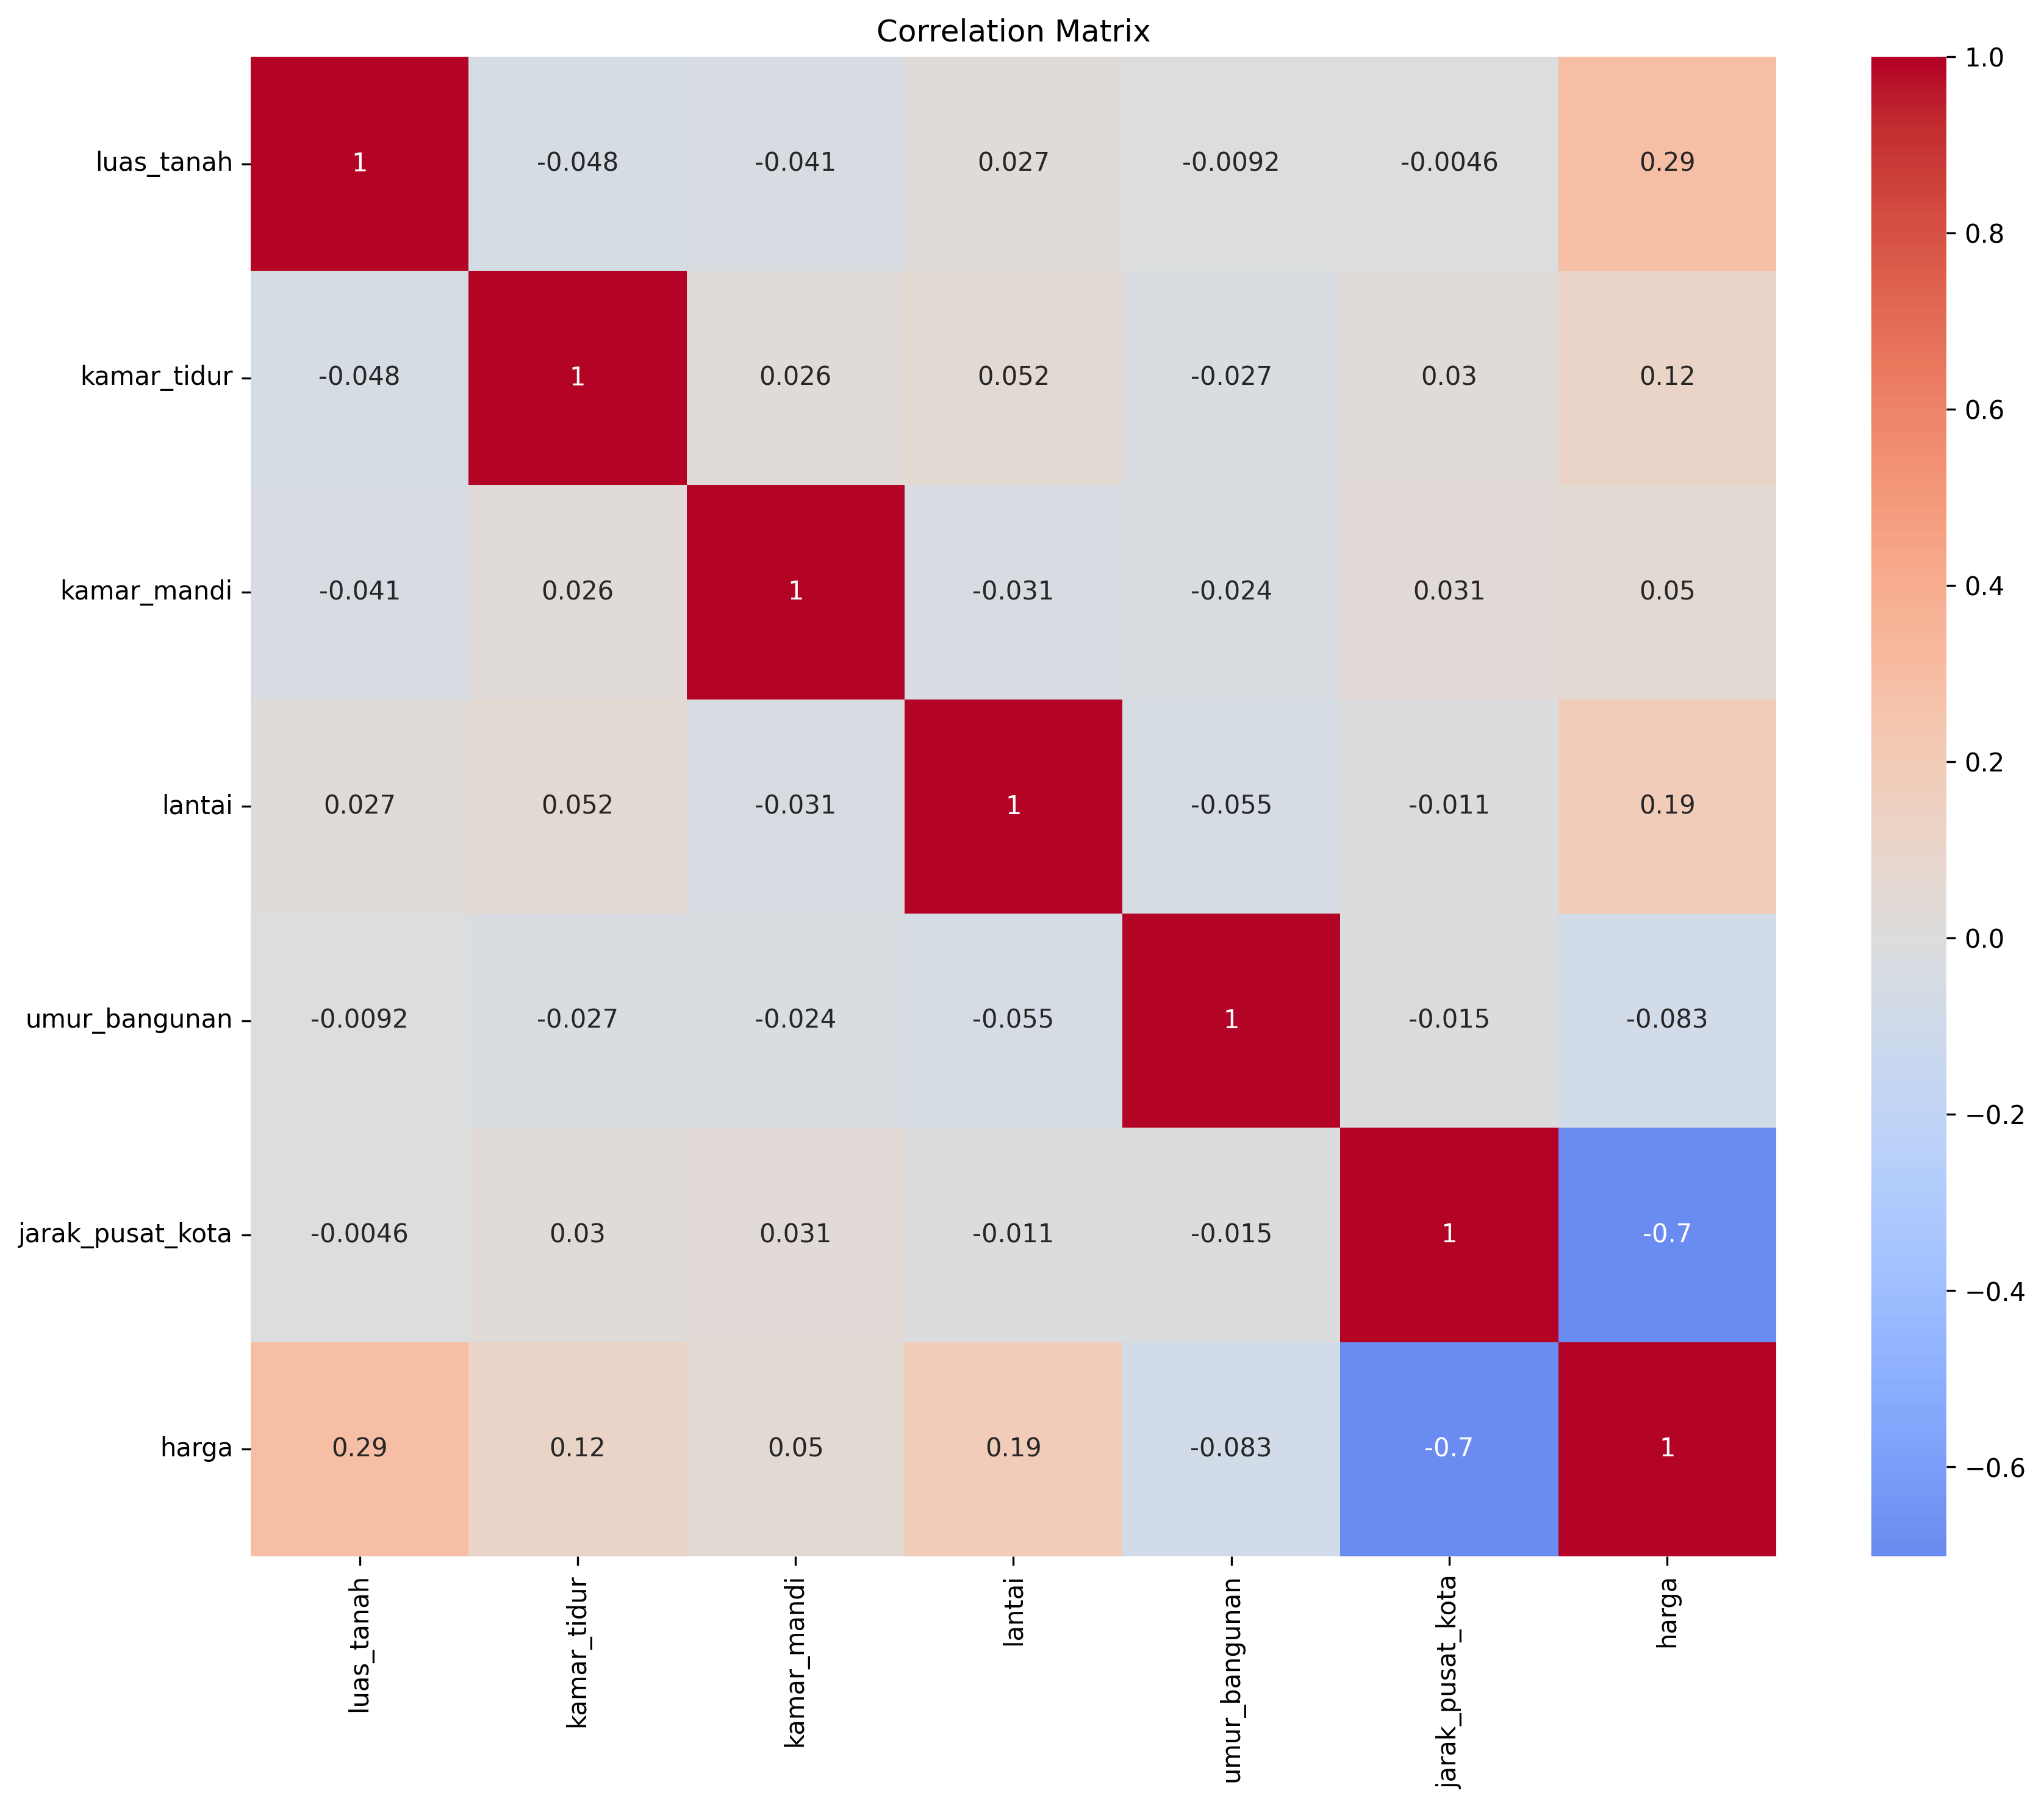 Correlation Matrix
luas_tanah 1 -0.048 -0.041 0.027 -0.0092 -0.0046 0.29
kamar_tidur -0.048 1 0.026 0.052 -0.027 0.03 0.12
kamar_mandi -0.041 0.026 1 -0.031 -0.024 0.031 0.05
lantai 0.027 0.052 -0.031 1 -0.055 -0.011 0.19
umur_bangunan -0.0092 -0.027 -0.024 -0.055 1 -0.015 -0.083
jarak_pusat_kota -0.0046 0.03 0.031 -0.011 -0.015 1 -0.7
harga 0.29 0.12 0.05 0.19 -0.083 -0.7 1
luas_tanah
kamar_tidur
kamar_mandi
lantai
umur_bangunan
jarak_pusat_kota
harga
1.0
0.8
0.6
0.4
0.2
0.0
−0.2
−0.4
−0.6